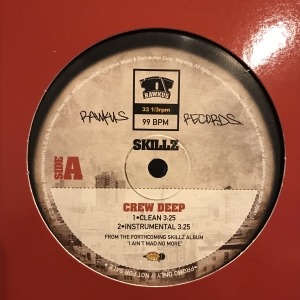 RAWKUS
33 1/3rpm
99 BPM
RAWKUS RECORDS
SKILLZ
SIDE A
CREW DEEP
1•CLEAN 3:25
2•INSTRUMENTAL 3:25
FROM THE FORTHCOMING SKILLZ ALBUM
"I AIN'T MAD NO MORE"